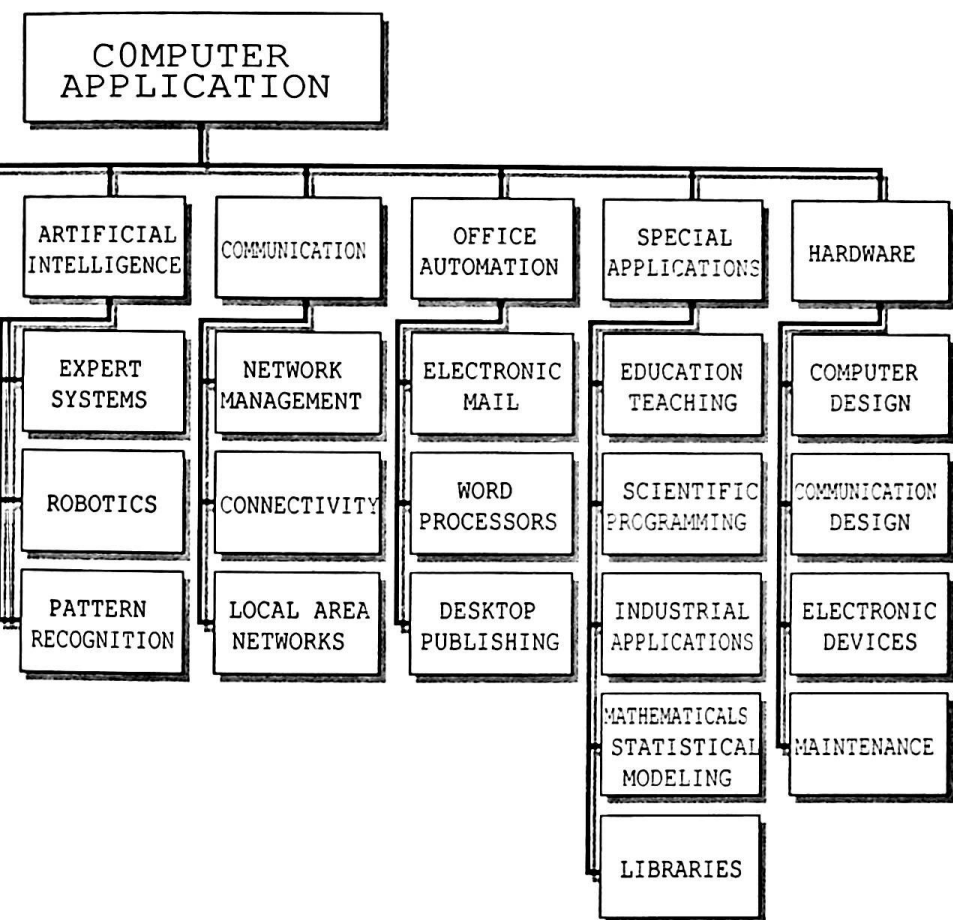 C0MPUTER
APPLICATION
ARTIFICIAL
INTELLIGENCE
COMMUNICATION
OFFICE
AUTOMATION
SPECIAL
APPLICATIONS
HARDWARE
EXPERT
SYSTEMS
NETWORK
MANAGEMENT
ELECTRONIC
MAIL
EDUCATION
TEACHING
COMPUTER
DESIGN
ROBOTICS
CONNECTIVITY
WORD
PROCESSORS
SCIENTIFIC
PROGRAMMING
COMMUNICATION
DESIGN
PATTERN
RECOGNITION
LOCAL AREA
NETWORKS
DESKTOP
PUBLISHING
INDUSTRIAL
APPLICATIONS
ELECTRONIC
DEVICES
MATHEMATICALS
STATISTICAL
MODELING
MAINTENANCE
LIBRARIES